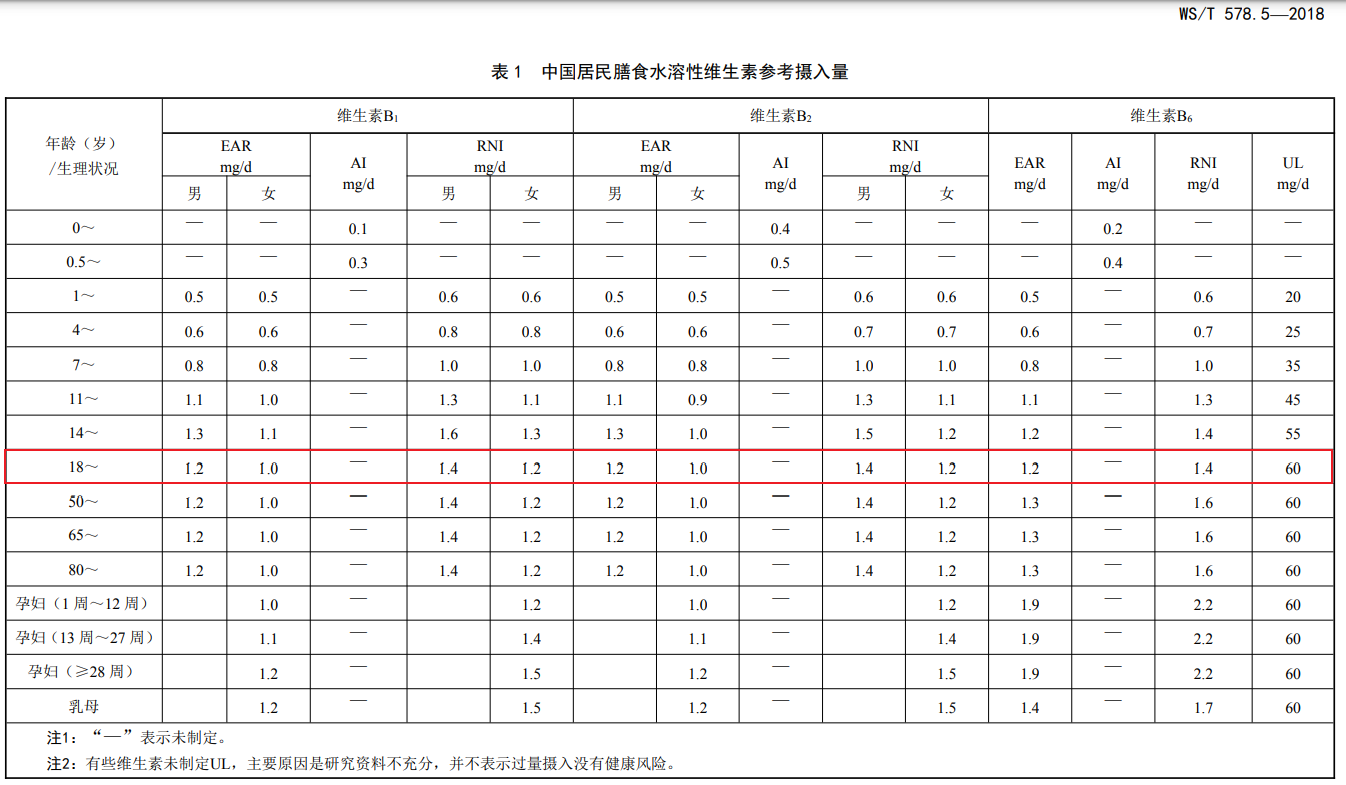 WS/T 578.5—2018
表 1 中国居民膳食水溶性维生素参考摄入量
年龄（岁）/生理状况 维生素B₁ 维生素B₂ 维生素B₆
EAR mg/d AI mg/d RNI mg/d EAR mg/d AI mg/d RNI mg/d EAR mg/d AI mg/d RNI mg/d UL mg/d
男 女 男 女 男 女 男 女
0～ — — 0.1 — — — — 0.4 — — — 0.2 — —
0.5～ — — 0.3 — — — — 0.5 — — — 0.4 — —
1～ 0.5 0.5 — 0.6 0.6 0.5 0.5 — 0.6 0.6 0.5 — 0.6 20
4～ 0.6 0.6 — 0.8 0.8 0.6 0.6 — 0.7 0.7 0.6 — 0.7 25
7～ 0.8 0.8 — 1.0 1.0 0.8 0.8 — 1.0 1.0 0.8 — 1.0 35
11～ 1.1 1.0 — 1.3 1.1 1.1 0.9 — 1.3 1.1 1.1 — 1.3 45
14～ 1.3 1.1 — 1.6 1.3 1.3 1.0 — 1.5 1.2 1.2 — 1.4 55
18～ 1.2 1.0 — 1.4 1.2 1.2 1.0 — 1.4 1.2 1.2 — 1.4 60
50～ 1.2 1.0 — 1.4 1.2 1.2 1.0 — 1.4 1.2 1.3 — 1.6 60
65～ 1.2 1.0 — 1.4 1.2 1.2 1.0 — 1.4 1.2 1.3 — 1.6 60
80～ 1.2 1.0 — 1.4 1.2 1.2 1.0 — 1.4 1.2 1.3 — 1.6 60
孕妇（1 周～12 周） 1.0 — 1.2 1.0 — 1.2 1.9 — 2.2 60
孕妇（13 周～27 周） 1.1 — 1.4 1.1 — 1.4 1.9 — 2.2 60
孕妇（≥28 周） 1.2 — 1.5 1.2 — 1.5 1.9 — 2.2 60
乳母 1.2 — 1.5 1.2 — 1.5 1.4 — 1.7 60
注1：“—”表示未制定。
注2：有些维生素未制定UL，主要原因是研究资料不充分，并不表示过量摄入没有健康风险。